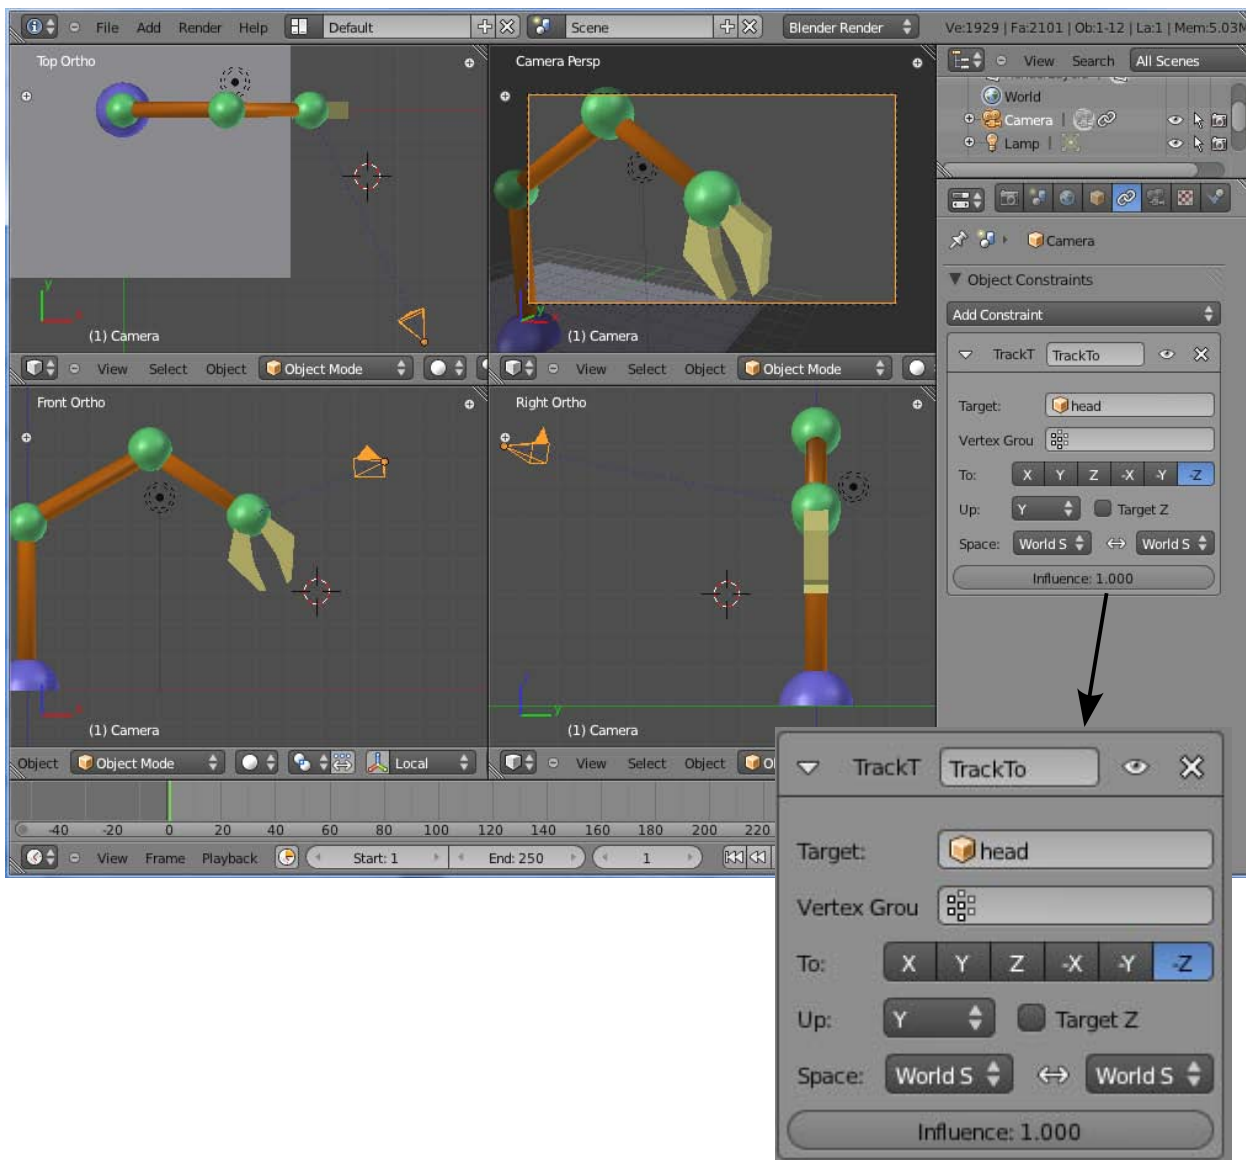 File Add Render Help Default Scene Blender Render Ve:1929 | Fa:2101 | Ob:1-12 | La:1 | Mem:5.03M
Top Ortho
y
x
(1) Camera
View Select Object Object Mode
Camera Persp
y
x
(1) Camera
View Select Object Object Mode
Front Ortho
x
(1) Camera
Object Object Mode Local
Right Ortho
y
(1) Camera
View Select Object
-40 -20 0 20 40 60 80 100 120 140 160 180 200 220
View Frame Playback Start: 1 End: 250 1
View Search All Scenes
World
Camera
Lamp
Camera
Object Constraints
Add Constraint
TrackT TrackTo
Target: head
Vertex Grou
To: X Y Z -X -Y -Z
Up: Y Target Z
Space: World S World S
Influence: 1.000
TrackT TrackTo
Target: head
Vertex Grou
To: X Y Z -X -Y -Z
Up: Y Target Z
Space: World S World S
Influence: 1.000